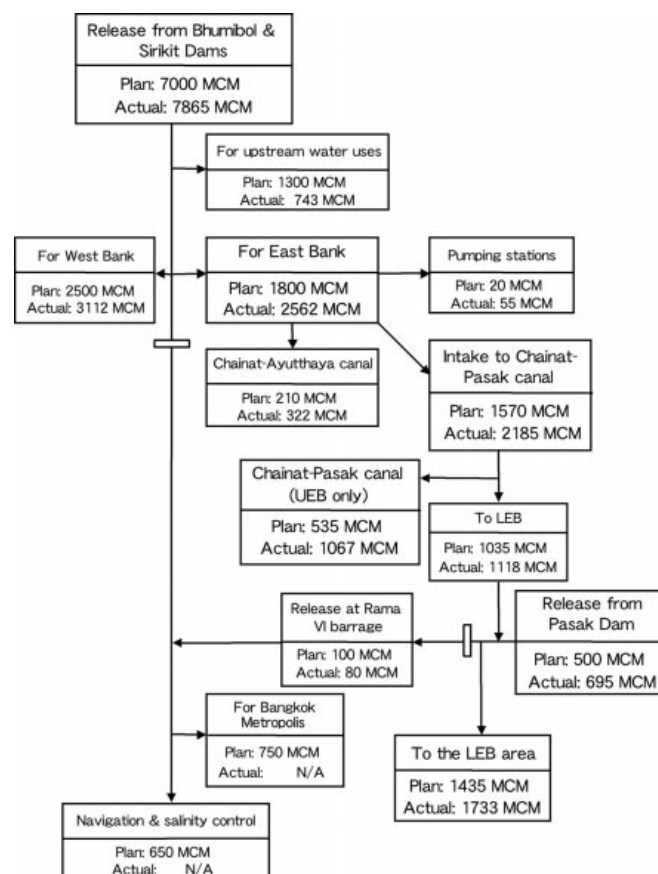 Release from Bhumibol &
Sirikit Dams
Plan: 7000 MCM
Actual: 7865 MCM
For upstream water uses
Plan: 1300 MCM
Actual: 743 MCM
For West Bank
Plan: 2500 MCM
Actual: 3112 MCM
For East Bank
Plan: 1800 MCM
Actual: 2562 MCM
Pumping stations
Plan: 20 MCM
Actual: 55 MCM
Chainat-Ayutthaya canal
Plan: 210 MCM
Actual: 322 MCM
Intake to Chainat-
Pasak canal
Plan: 1570 MCM
Actual: 2185 MCM
Chainat-Pasak canal
(UEB only)
Plan: 535 MCM
Actual: 1067 MCM
To LEB
Plan: 1035 MCM
Actual: 1118 MCM
Release at Rama
VI barrage
Plan: 100 MCM
Actual: 80 MCM
Release from
Pasak Dam
Plan: 500 MCM
Actual: 695 MCM
For Bangkok
Metropolis
Plan: 750 MCM
Actual: N/A
To the LEB area
Plan: 1435 MCM
Actual: 1733 MCM
Navigation & salinity control
Plan: 650 MCM
Actual: N/A